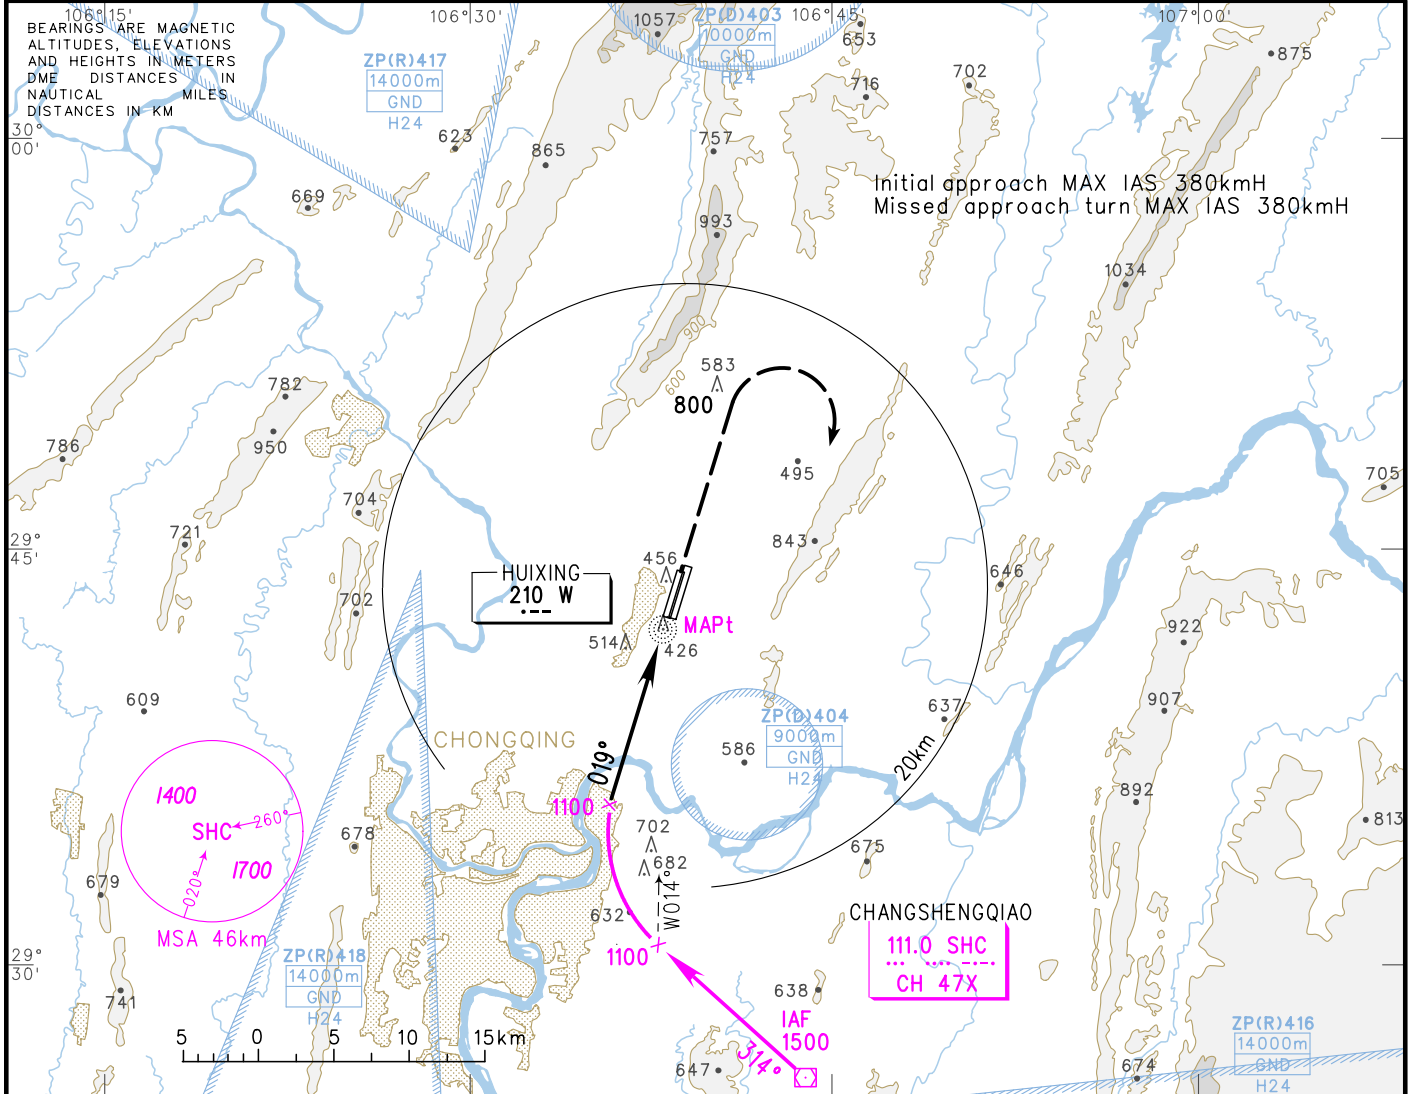 106°15'
106°30'
106°45'
107°00'
BEARINGS ARE MAGNETIC
ALTITUDES, ELEVATIONS
AND HEIGHTS IN METERS
DME DISTANCES IN
NAUTICAL MILES
DISTANCES IN KM
ZP(R)417
14000m
GND
H24
1057
ZP(D)403
10000m
GND
H24
653
875
716
702
30°
00'
623
865
757
Initial approach MAX IAS 380kmH
Missed approach turn MAX IAS 380kmH
669
993
1034
900
600
583
800
782
950
786
495
705
704
721
843
29°
45'
456
646
HUIXING
210 W
·−−
702
MAPt
514
426
922
609
907
637
ZP(D)404
9000m
GND
H24
586
CHONGQING
019°
20km
1400
SHC
260°
1700
020°
MSA 46km
1100
892
813
702
682
678
675
679
W014°
632
CHANGSHENGQIAO
111.0 SHC
··· ···· −·−·
CH 47X
1100
ZP(R)418
14000m
GND
H24
29°
30'
741
638
IAF
1500
314°
5 0 5 10 15km
647
ZP(R)416
14000m
GND
H24
674